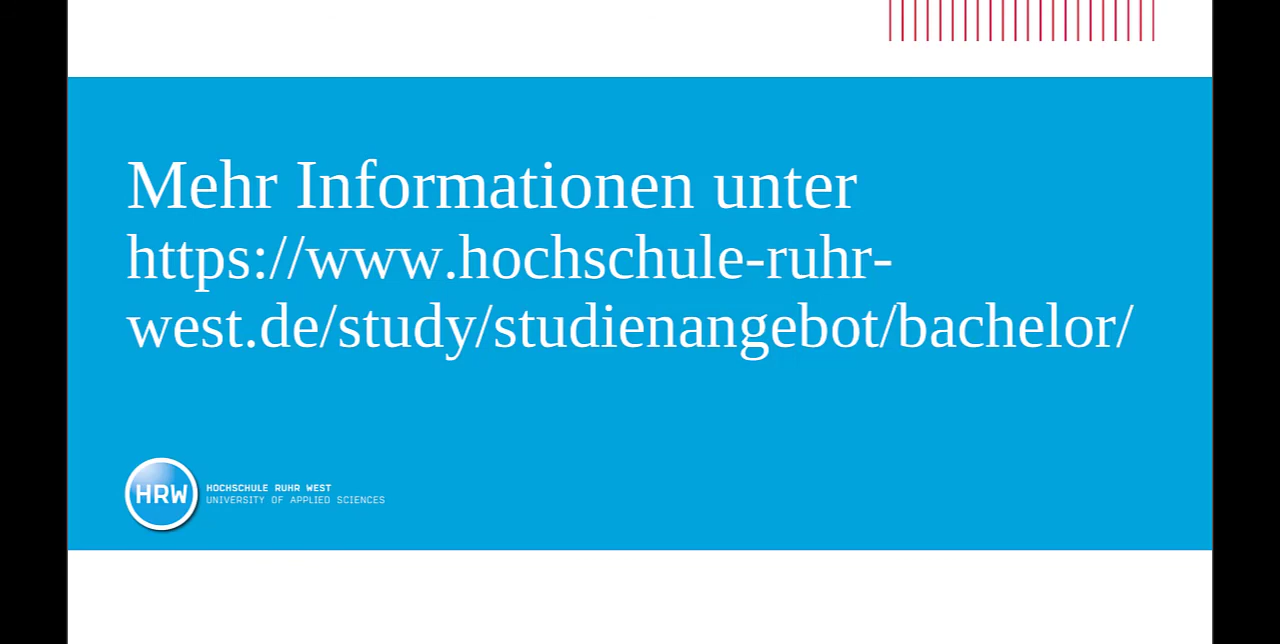 Mehr Informationen unter
https://www.hochschule-ruhr-
west.de/study/studienangebot/bachelor/
HRW
HOCHSCHULE RUHR WEST
UNIVERSITY OF APPLIED SCIENCES